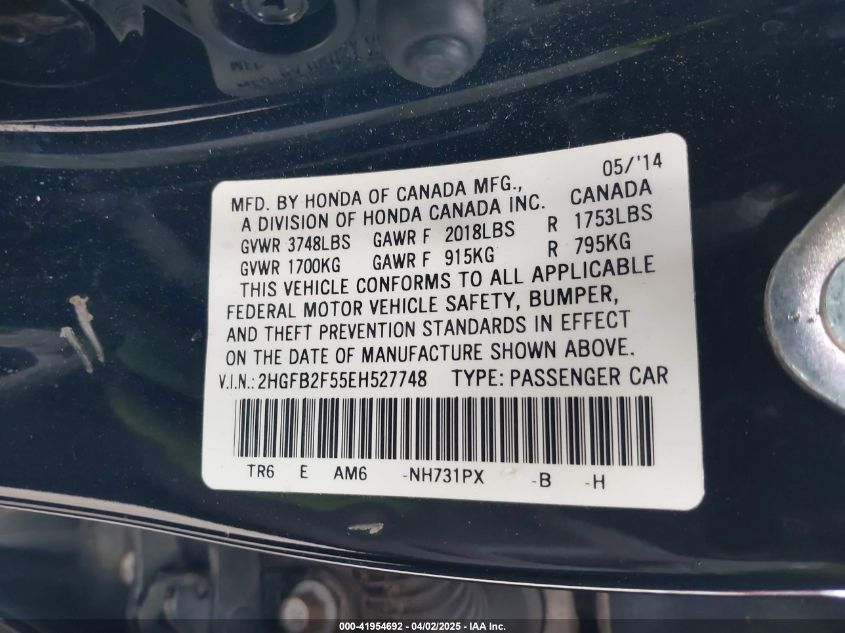 05/'14
MFD. BY HONDA OF CANADA MFG., CANADA
A DIVISION OF HONDA CANADA INC.
GVWR 3748LBS GAWR F 2018LBS R 1753LBS
GVWR 1700KG GAWR F 915KG R 795KG
THIS VEHICLE CONFORMS TO ALL APPLICABLE
FEDERAL MOTOR VEHICLE SAFETY, BUMPER,
AND THEFT PREVENTION STANDARDS IN EFFECT
ON THE DATE OF MANUFACTURE SHOWN ABOVE.
V.I.N.: 2HGFB2F55EH527748 TYPE: PASSENGER CAR
TR6 E AM6 -NH731PX -B -H
000-41954692 - 04/02/2025 - IAA Inc.